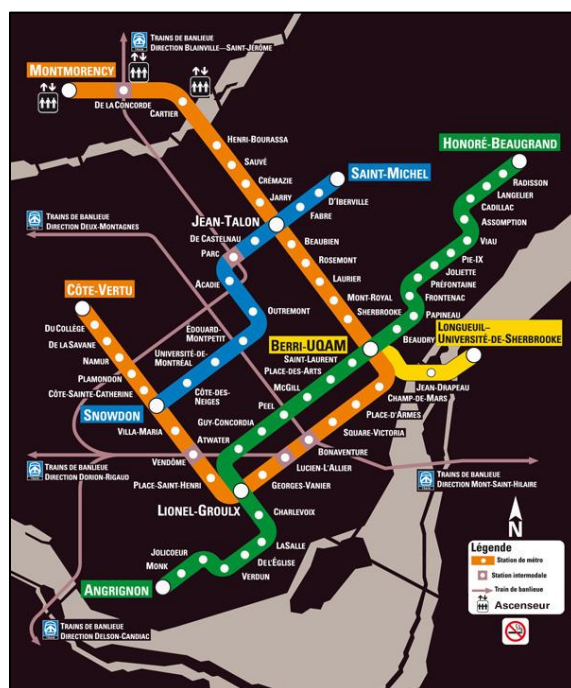 TRAINS DE BANLIEUE
DIRECTION BLAINVILLE—SAINT-JÉRÔME
MONTMORENCY
DE LA CONCORDE
CARTIER
HENRI-BOURASSA
SAUVÉ
CRÉMAZIE
JARRY
JEAN-TALON
SAINT-MICHEL
D'IBERVILLE
FABRE
DE CASTELNAU
PARC
ACADIE
OUTREMONT
ÉDOUARD-
MONTPETIT
UNIVERSITÉ-DE-
MONTRÉAL
CÔTE-DES-
NEIGES
SNOWDON
HONORÉ-BEAUGRAND
RADISSON
LANGELIER
CADILLAC
ASSOMPTION
VIAU
PIE-IX
JOLIETTE
PRÉFONTAINE
FRONTENAC
PAPINEAU
BEAUDRY
BEAUBIEN
ROSEMONT
LAURIER
MONT-ROYAL
SHERBROOKE
BERRI-UQAM
LONGUEUIL–
UNIVERSITÉ-DE-SHERBROOKE
JEAN-DRAPEAU
TRAINS DE BANLIEUE
DIRECTION DEUX-MONTAGNES
CÔTE-VERTU
DU COLLÈGE
DE LA SAVANE
NAMUR
PLAMONDON
CÔTE-SAINTE-CATHERINE
VILLA-MARIA
VENDÔME
PLACE-SAINT-HENRI
LIONEL-GROULX
SAINT-LAURENT
PLACE-DES-ARTS
MCGILL
PEEL
GUY-CONCORDIA
ATWATER
CHAMP-DE-MARS
PLACE-D'ARMES
SQUARE-VICTORIA
BONAVENTURE
LUCIEN-L'ALLIER
GEORGES-VANIER
CHARLEVOIX
LASALLE
DE L'ÉGLISE
VERDUN
JOLICOEUR
MONK
ANGRIGNON
TRAINS DE BANLIEUE
DIRECTION DORION-RIGAUD
TRAINS DE BANLIEUE
DIRECTION MONT-SAINT-HILAIRE
TRAINS DE BANLIEUE
DIRECTION DELSON-CANDIAC
N
Légende
Station de métro
Station intermodale
Train de banlieue
Ascenseur